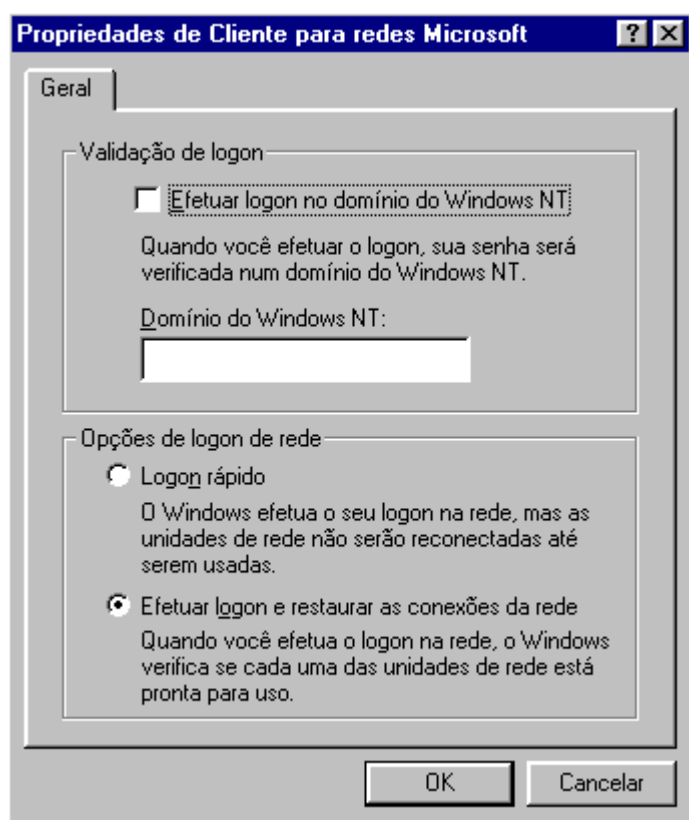 Propriedades de Cliente para redes Microsoft
Geral
Validação de logon
Efetuar logon no domínio do Windows NT
Quando você efetuar o logon, sua senha será
verificada num domínio do Windows NT.
Domínio do Windows NT:
Opções de logon de rede
Logon rápido
O Windows efetua o seu logon na rede, mas as
unidades de rede não serão reconectadas até
serem usadas.
Efetuar logon e restaurar as conexões da rede
Quando você efetua o logon na rede, o Windows
verifica se cada uma das unidades de rede está
pronta para uso.
OK Cancelar